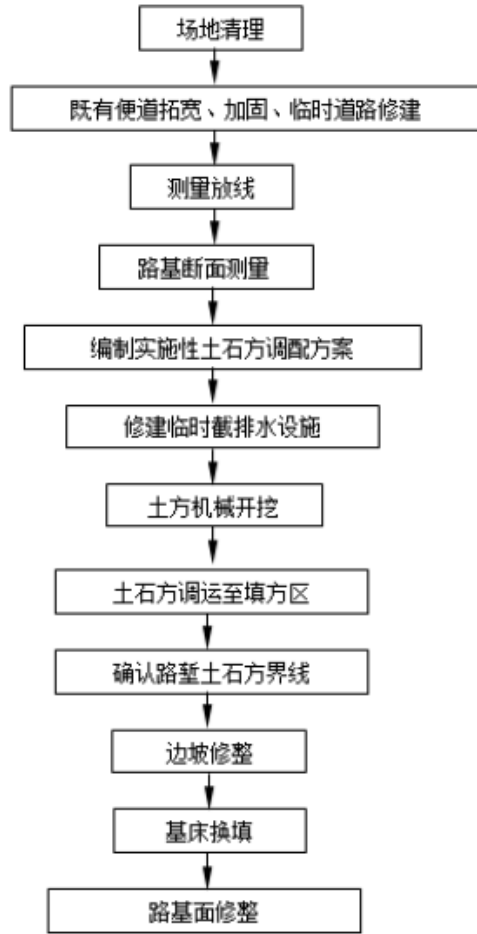 场地清理
既有便道拓宽、加固、临时道路修建
测量放线
路基断面测量
编制实施性土石方调配方案
修建临时截排水设施
土方机械开挖
土石方调运至填方区
确认路堑土石方界线
边坡修整
基床换填
路基面修整